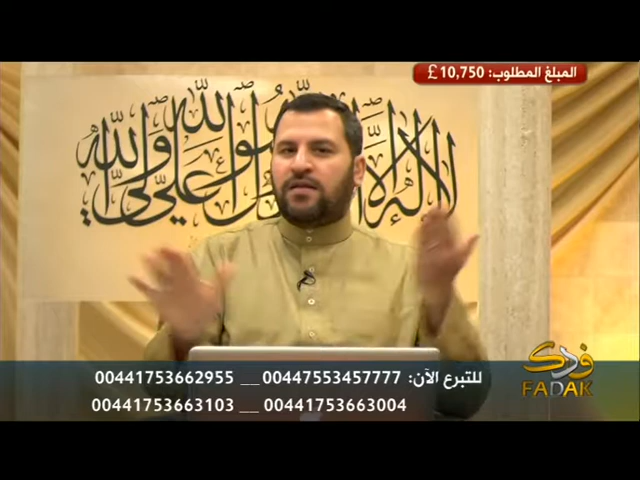 المبلغ المطلوب: 10,750 £
لا إله إلا الله محمد رسول الله علي ولي الله
للتبرع الآن: 00447553457777 __ 00441753662955
00441753663004 __ 00441753663103
فدك
FADAK